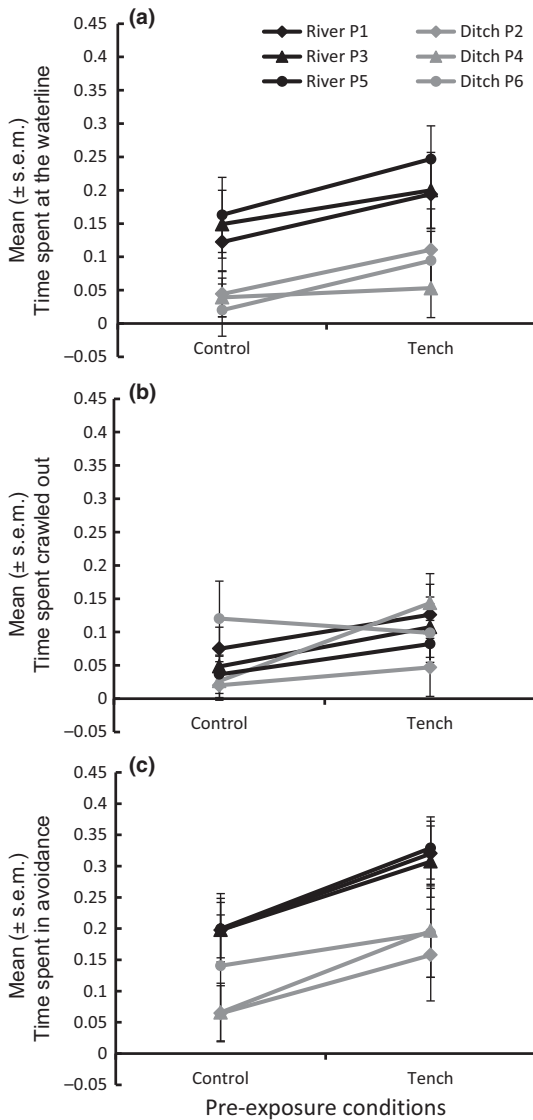 (a)
River P1
River P3
River P5
Ditch P2
Ditch P4
Ditch P6
Mean (± s.e.m.)
Time spent at the waterline
0.45
0.4
0.35
0.3
0.25
0.2
0.15
0.1
0.05
0
–0.05
Control
Tench
(b)
Mean (± s.e.m.)
Time spent crawled out
0.45
0.4
0.35
0.3
0.25
0.2
0.15
0.1
0.05
0
–0.05
Control
Tench
(c)
Mean (± s.e.m.)
Time spent in avoidance
0.45
0.4
0.35
0.3
0.25
0.2
0.15
0.1
0.05
0
–0.05
Control
Tench
Pre-exposure conditions